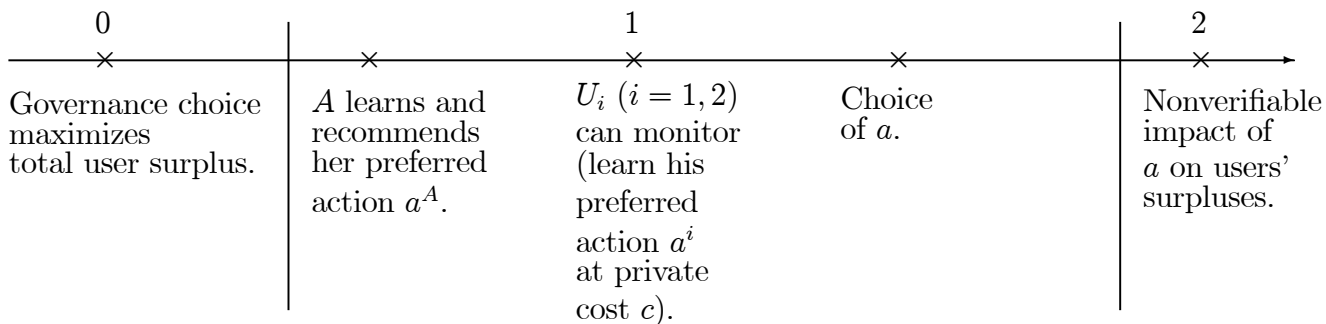 0
1
2
Governance choice
maximizes
total user surplus.
A learns and
recommends
her preferred
action a^A.
U_i (i = 1, 2)
can monitor
(learn his
preferred
action a^i
at private
cost c).
Choice
of a.
Nonverifiable
impact of
a on users'
surpluses.